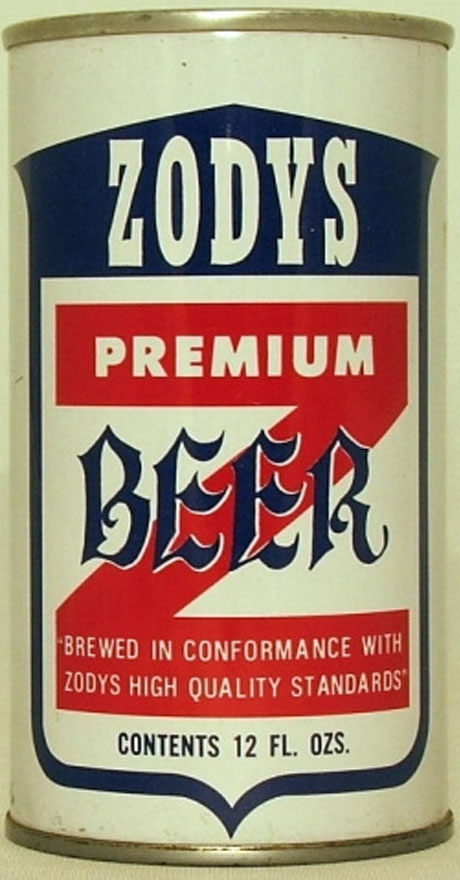 ZODYS
PREMIUM
BEER
"BREWED IN CONFORMANCE WITH
ZODYS HIGH QUALITY STANDARDS"
CONTENTS 12 FL. OZS.